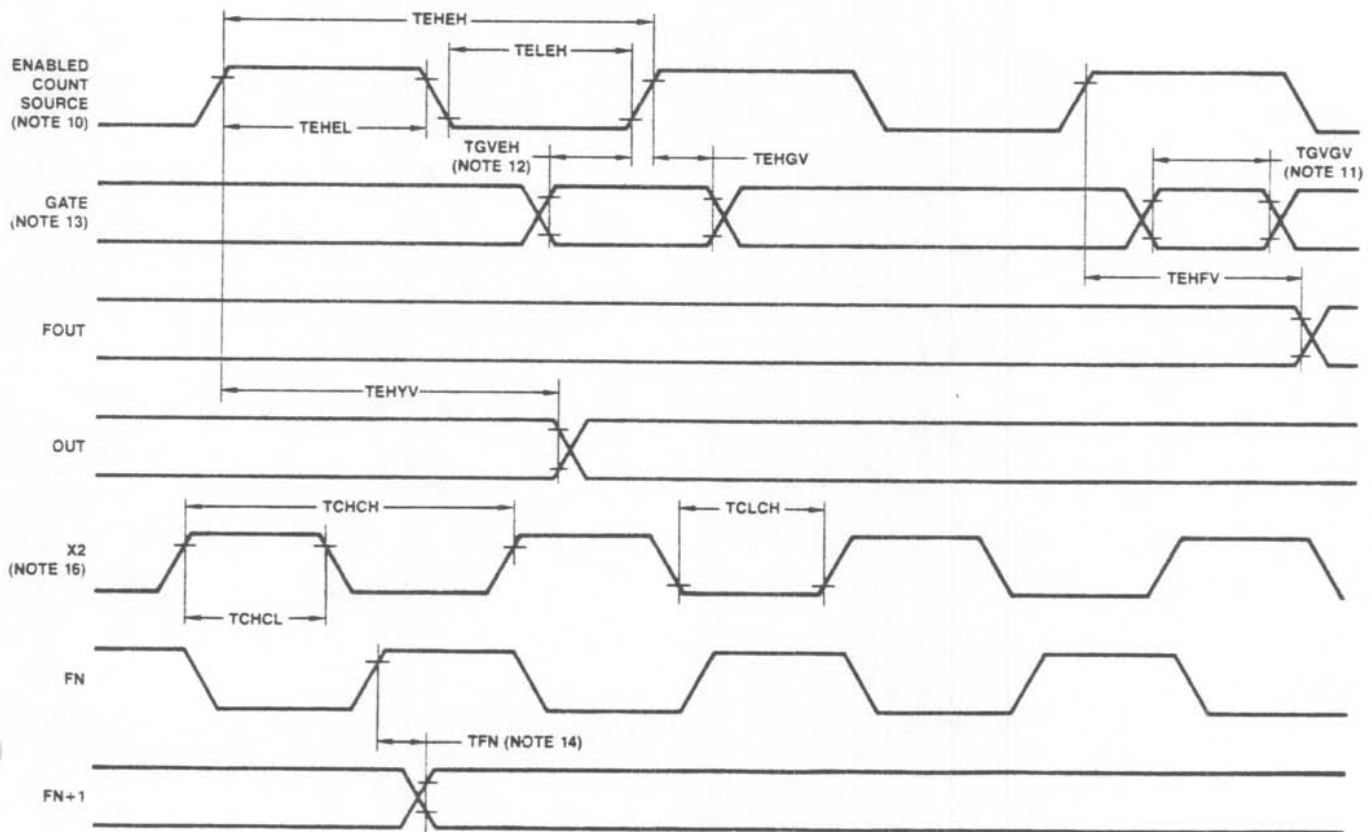 TEHEH
TELEH
ENABLED
COUNT
SOURCE
(NOTE 10)
TEHEL
TGVEH
(NOTE 12)
TEHGV
TGVGV
(NOTE 11)
GATE
(NOTE 13)
TEHFV
FOUT
TEHYV
OUT
TCHCH
TCLCH
X2
(NOTE 16)
TCHCL
FN
TFN (NOTE 14)
FN+1